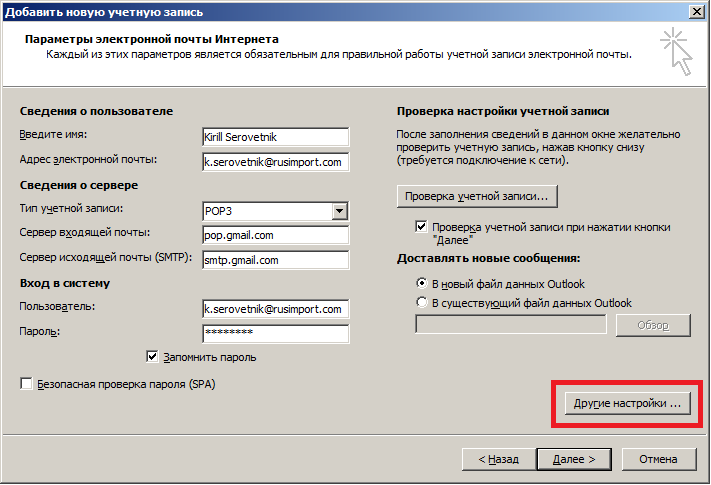 Добавить новую учетную запись
Параметры электронной почты Интернета
Каждый из этих параметров является обязательным для правильной работы учетной записи электронной почты.
Сведения о пользователе
Введите имя:
Kirill Serovetnik
Адрес электронной почты:
k.serovetnik@rusimport.com
Сведения о сервере
Тип учетной записи:
POP3
Сервер входящей почты:
pop.gmail.com
Сервер исходящей почты (SMTP):
smtp.gmail.com
Вход в систему
Пользователь:
k.serovetnik@rusimport.com
Пароль:
********
Запомнить пароль
Безопасная проверка пароля (SPA)
Проверка настройки учетной записи
После заполнения сведений в данном окне желательно
проверить учетную запись, нажав кнопку снизу
(требуется подключение к сети).
Проверка учетной записи...
Проверка учетной записи при нажатии кнопки
"Далее"
Доставлять новые сообщения:
В новый файл данных Outlook
В существующий файл данных Outlook
Обзор
Другие настройки ...
< Назад
Далее >
Отмена